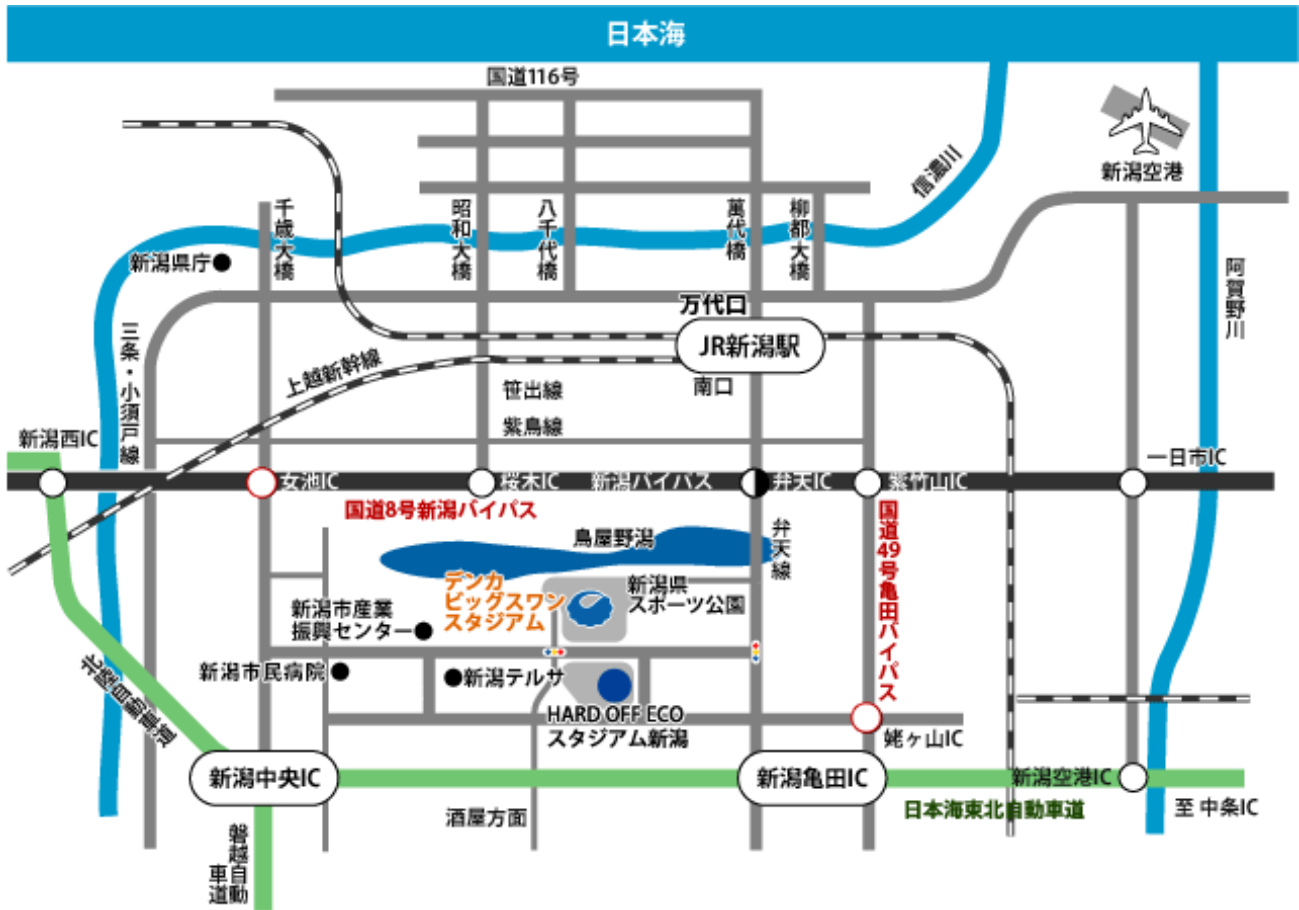 日本海
国道116号
信濃川
新潟空港
千歳大橋
昭和大橋
八千代橋
萬代橋
柳都大橋
新潟県庁
阿賀野川
万代口
JR新潟駅
南口
三条・小須戸線
上越新幹線
笹出線
紫鳥線
新潟西IC
女池IC
桜木IC
新潟バイパス
弁天IC
紫竹山IC
一日市IC
国道8号新潟バイパス
国道49号亀田バイパス
鳥屋野潟
弁天線
デンカ
ビッグスワン
スタジアム
新潟県
スポーツ公園
新潟市産業
振興センター
新潟市民病院
新潟テルサ
北陸自動車道
HARD OFF ECO
スタジアム新潟
姥ヶ山IC
新潟中央IC
新潟亀田IC
新潟空港IC
日本海東北自動車道
至 中条IC
酒屋方面
磐越自動
車道